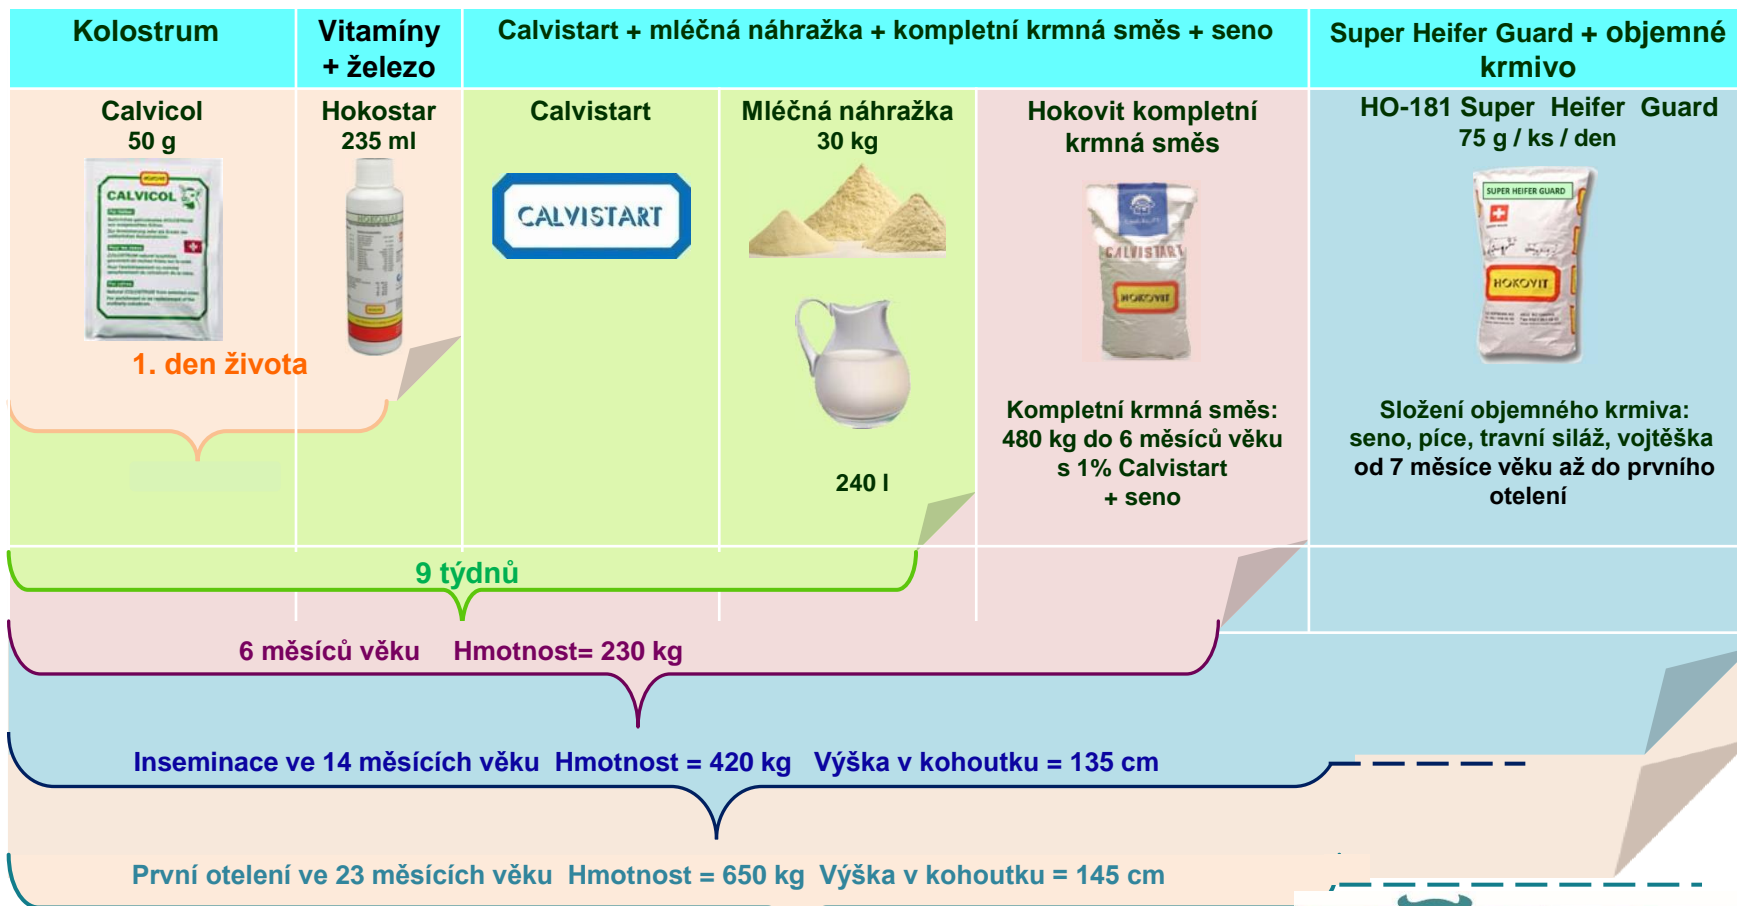 Kolostrum
Vitamíny
+ železo
Calvistart + mléčná náhražka + kompletní krmná směs + seno
Super Heifer Guard + objemné
krmivo
Calvicol
50 g
Hokostar
235 ml
Calvistart
Mléčná náhražka
30 kg
Hokovit kompletní
krmná směs
HO-181 Super Heifer Guard
75 g / ks / den
HOKOVIT
CALVICOL
HOKOSTAR
CALVISTART
CALVISTART
HOKOVIT
SUPER HEIFER GUARD
HOKOVIT
1. den života
240 l
Kompletní krmná směs:
480 kg do 6 měsíců věku
s 1% Calvistart
+ seno
Složení objemného krmiva:
seno, píce, travní siláž, vojtěška
od 7 měsíce věku až do prvního
otelení
9 týdnů
6 měsíců věku Hmotnost= 230 kg
Inseminace ve 14 měsících věku Hmotnost = 420 kg Výška v kohoutku = 135 cm
První otelení ve 23 měsících věku Hmotnost = 650 kg Výška v kohoutku = 145 cm